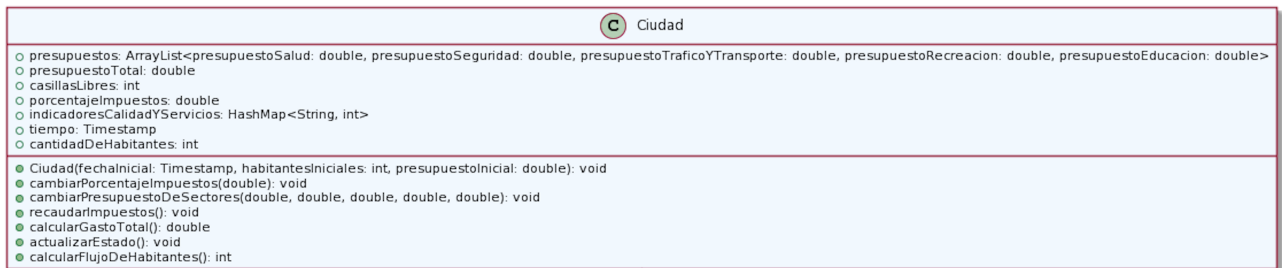 C Ciudad
presupuestos: ArrayList<presupuestoSalud: double, presupuestoSeguridad: double, presupuestoTraficoYTransporte: double, presupuestoRecreacion: double, presupuestoEducacion: double>
presupuestoTotal: double
casillasLibres: int
porcentajeImpuestos: double
indicadoresCalidadYServicios: HashMap<String, int>
tiempo: Timestamp
cantidadDeHabitantes: int
Ciudad(fechaInicial: Timestamp, habitantesIniciales: int, presupuestoInicial: double): void
cambiarPorcentajeImpuestos(double): void
cambiarPresupuestoDeSectores(double, double, double, double, double): void
recaudarImpuestos(): void
calcularGastoTotal(): double
actualizarEstado(): void
calcularFlujoDeHabitantes(): int